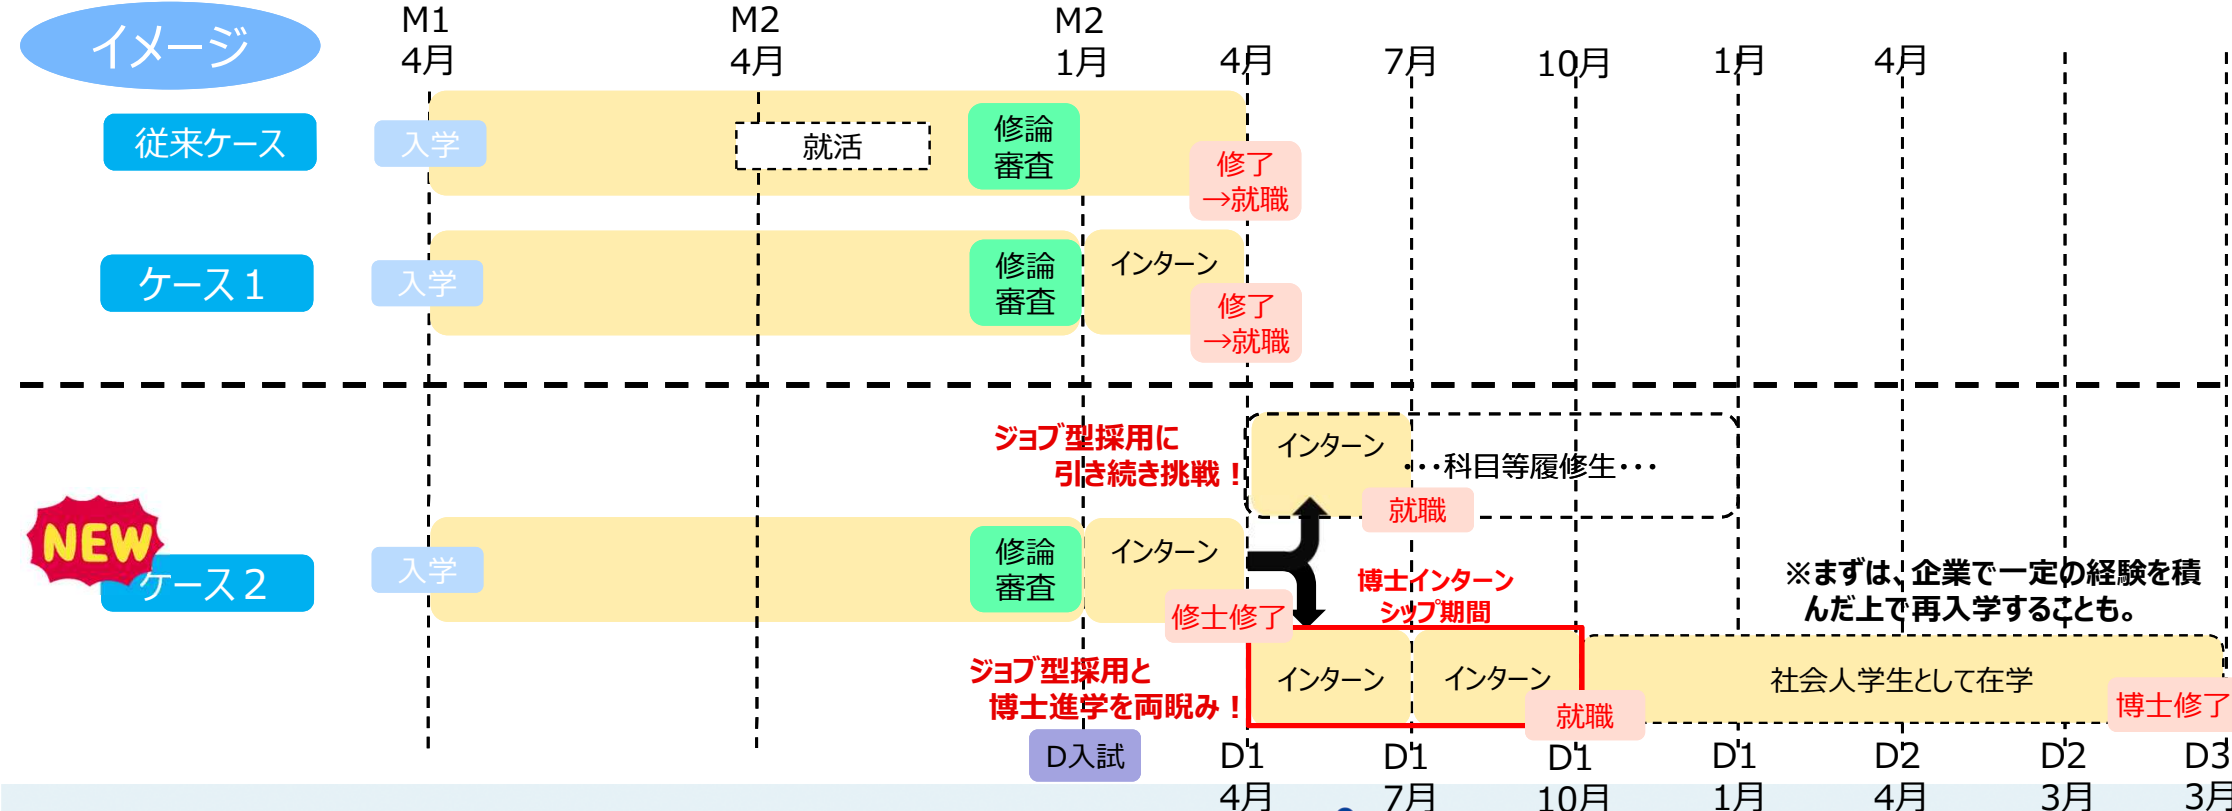 イメージ
M1
4月
M2
4月
M2
1月
4月
7月
10月
1月
4月
従来ケース
入学
就活
修論
審査
修了
→就職
ケース１
入学
修論
審査
インターン
修了
→就職
ジョブ型採用に
引き続き挑戦！
インターン
・・・科目等履修生・・・
就職
NEW
ケース２
入学
修論
審査
インターン
修士修了
博士インターン
シップ期間
※まずは、企業で一定の経験を積
んだ上で再入学することも。
ジョブ型採用と
博士進学を両睨み！
インターン
インターン
就職
社会人学生として在学
博士修了
D入試
D1
4月
D1
7月
D1
10月
D1
1月
D2
4月
D2
3月
D3
3月